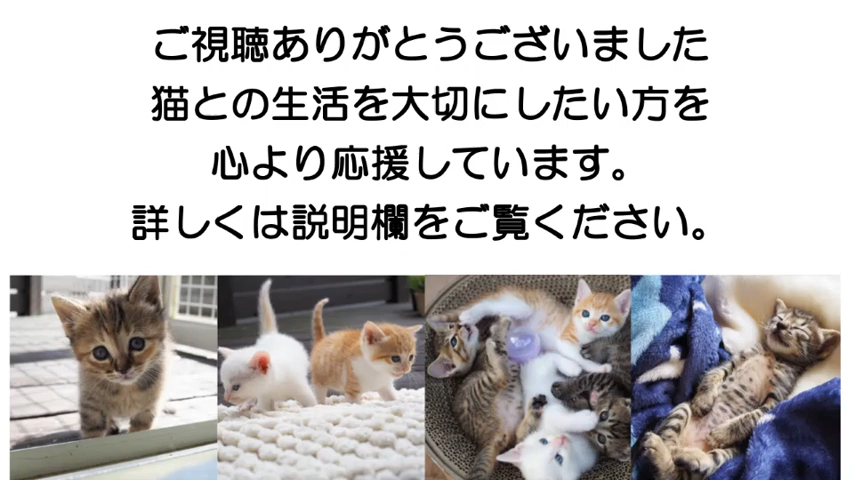 ご視聴ありがとうございました
猫との生活を大切にしたい方を
心より応援しています。
詳しくは説明欄をご覧ください。